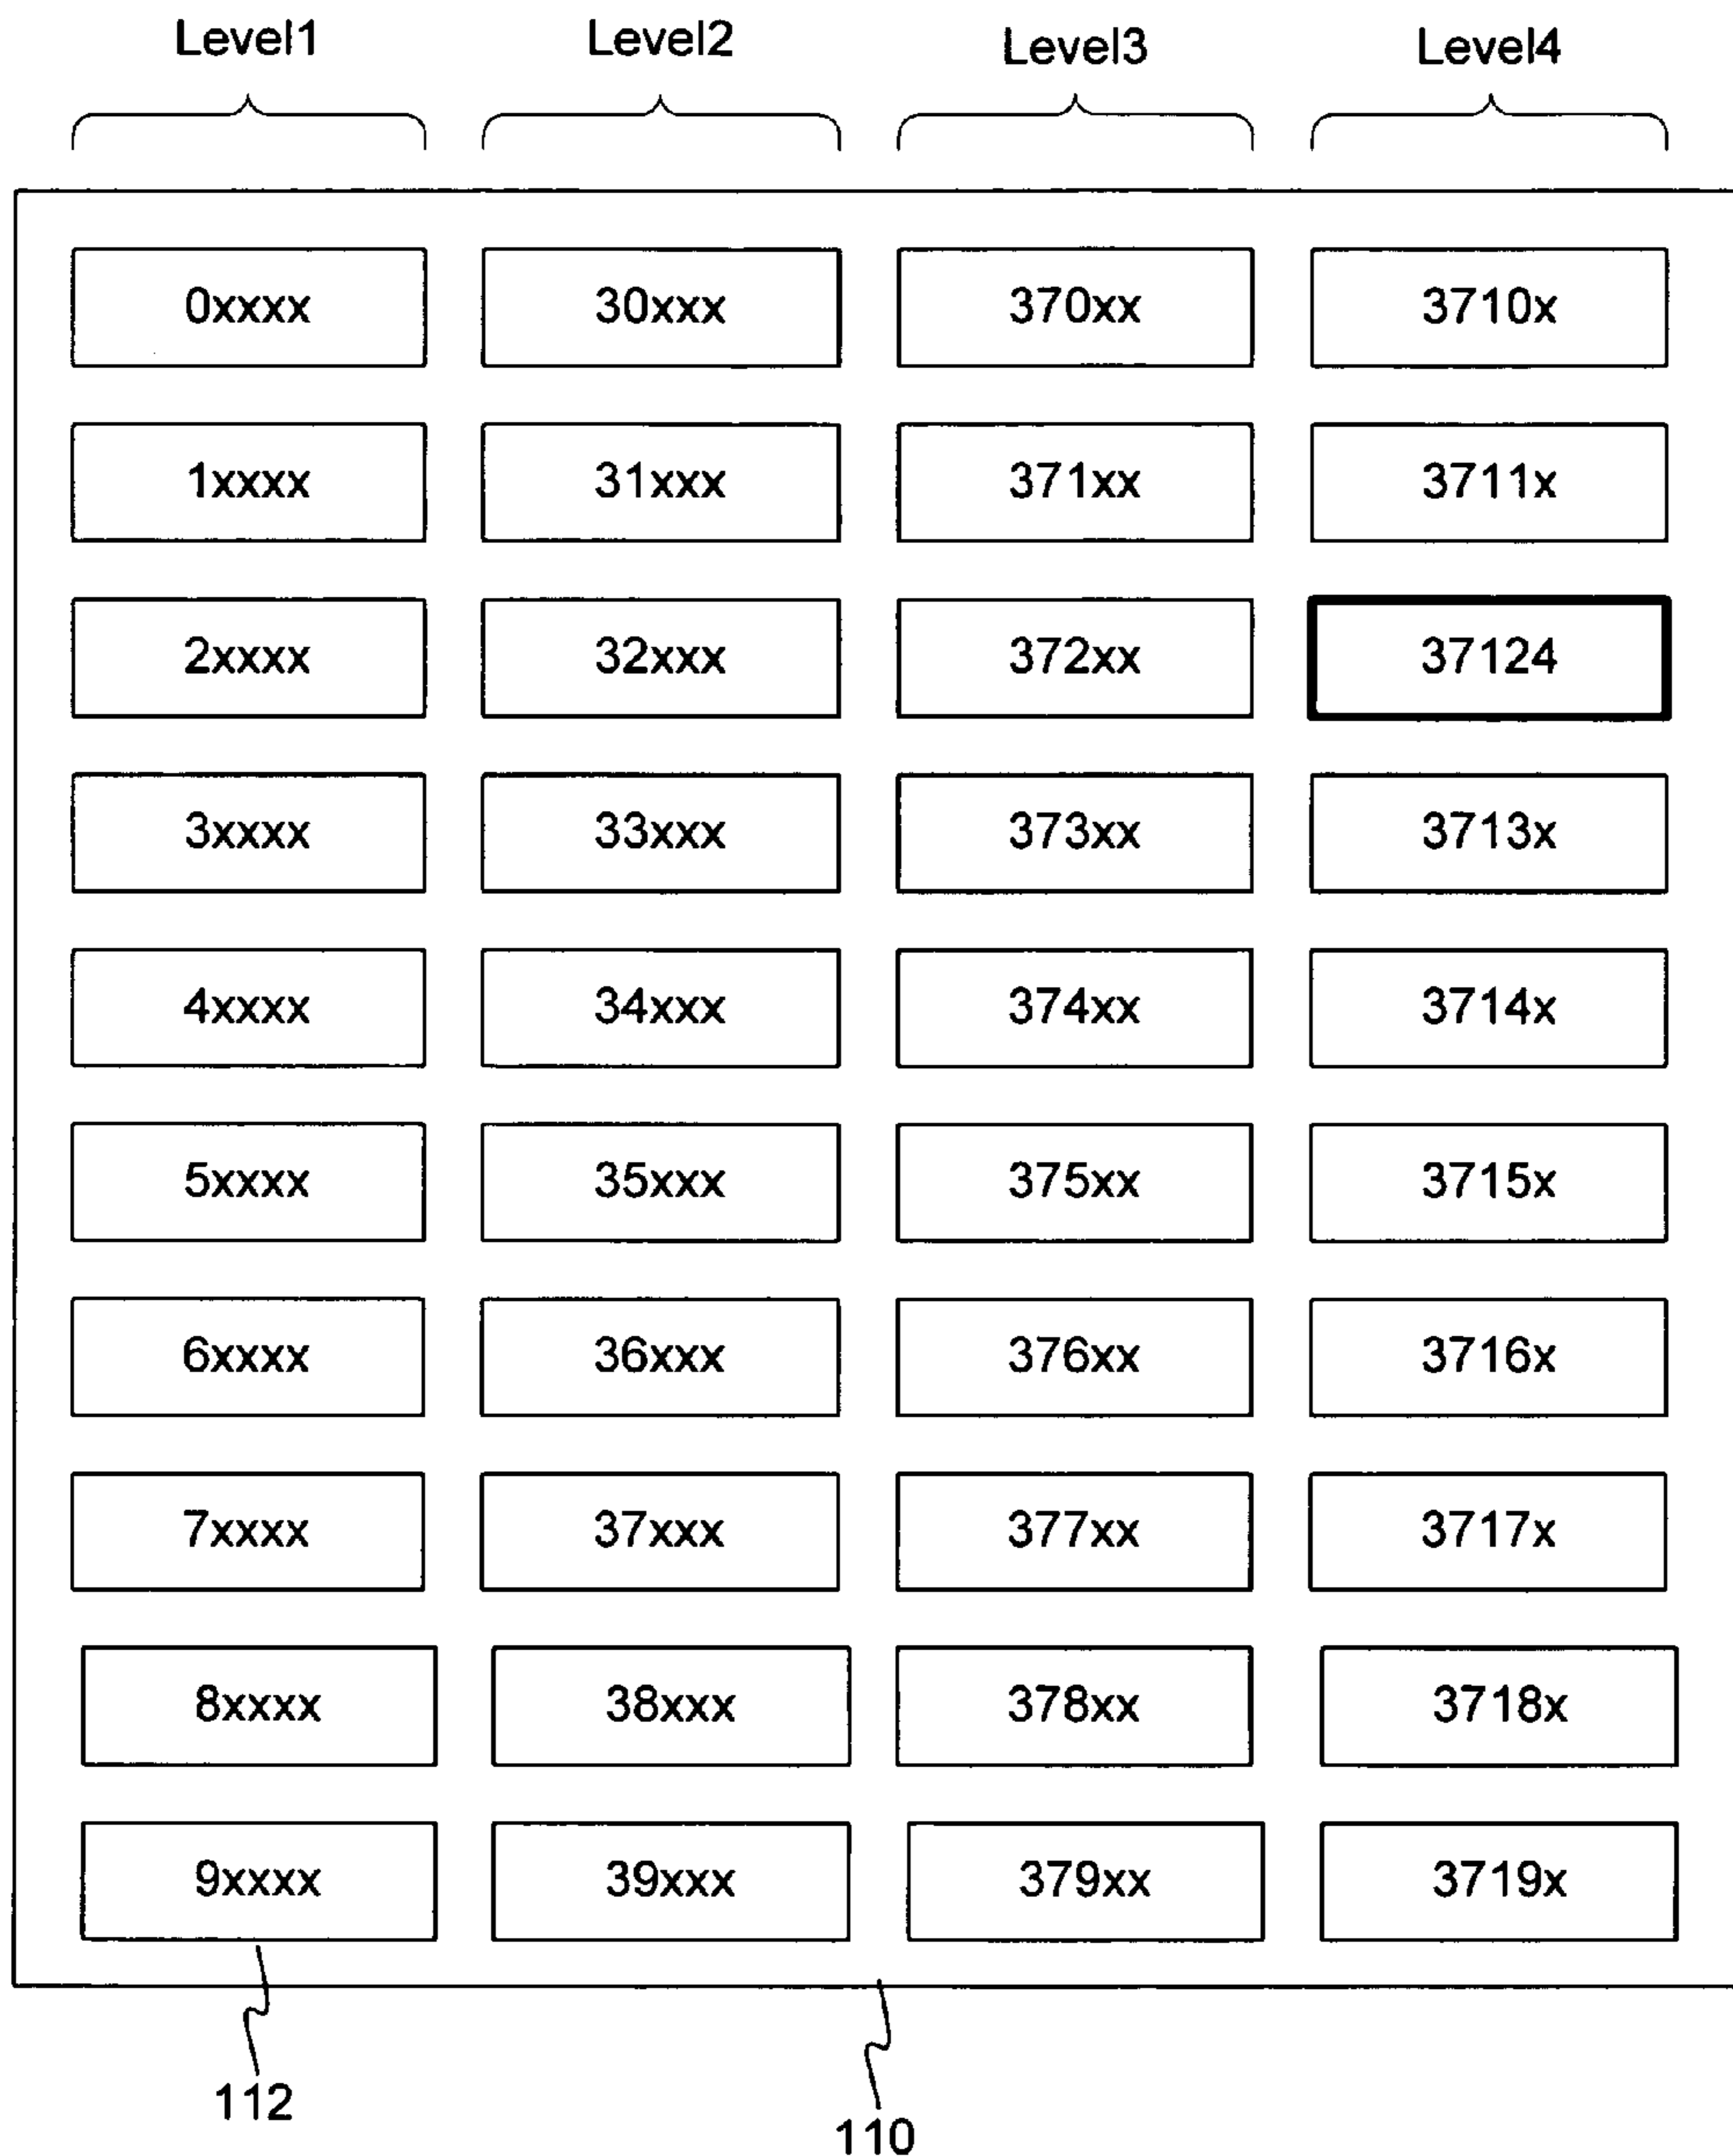 Level1 Level2 Level3 Level4
0xxxx 30xxx 370xx 3710x
1xxxx 31xxx 371xx 3711x
2xxxx 32xxx 372xx 37124
3xxxx 33xxx 373xx 3713x
4xxxx 34xxx 374xx 3714x
5xxxx 35xxx 375xx 3715x
6xxxx 36xxx 376xx 3716x
7xxxx 37xxx 377xx 3717x
8xxxx 38xxx 378xx 3718x
9xxxx 39xxx 379xx 3719x
112
110